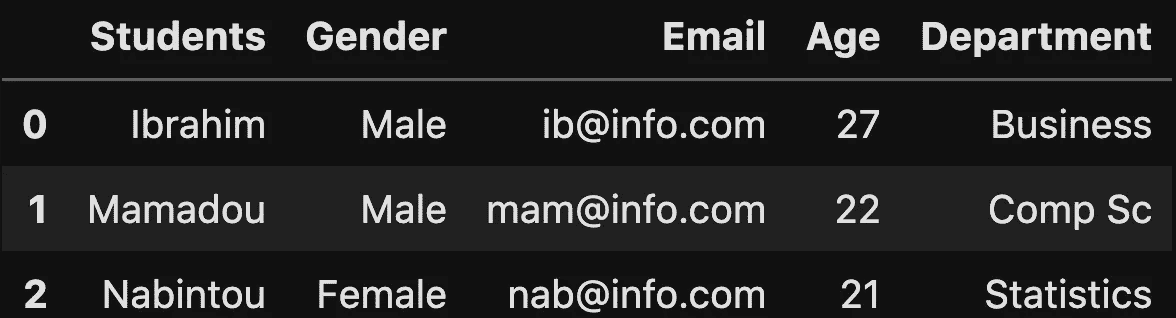 Students Gender Email Age Department
0 Ibrahim Male ib@info.com 27 Business
1 Mamadou Male mam@info.com 22 Comp Sc
2 Nabintou Female nab@info.com 21 Statistics